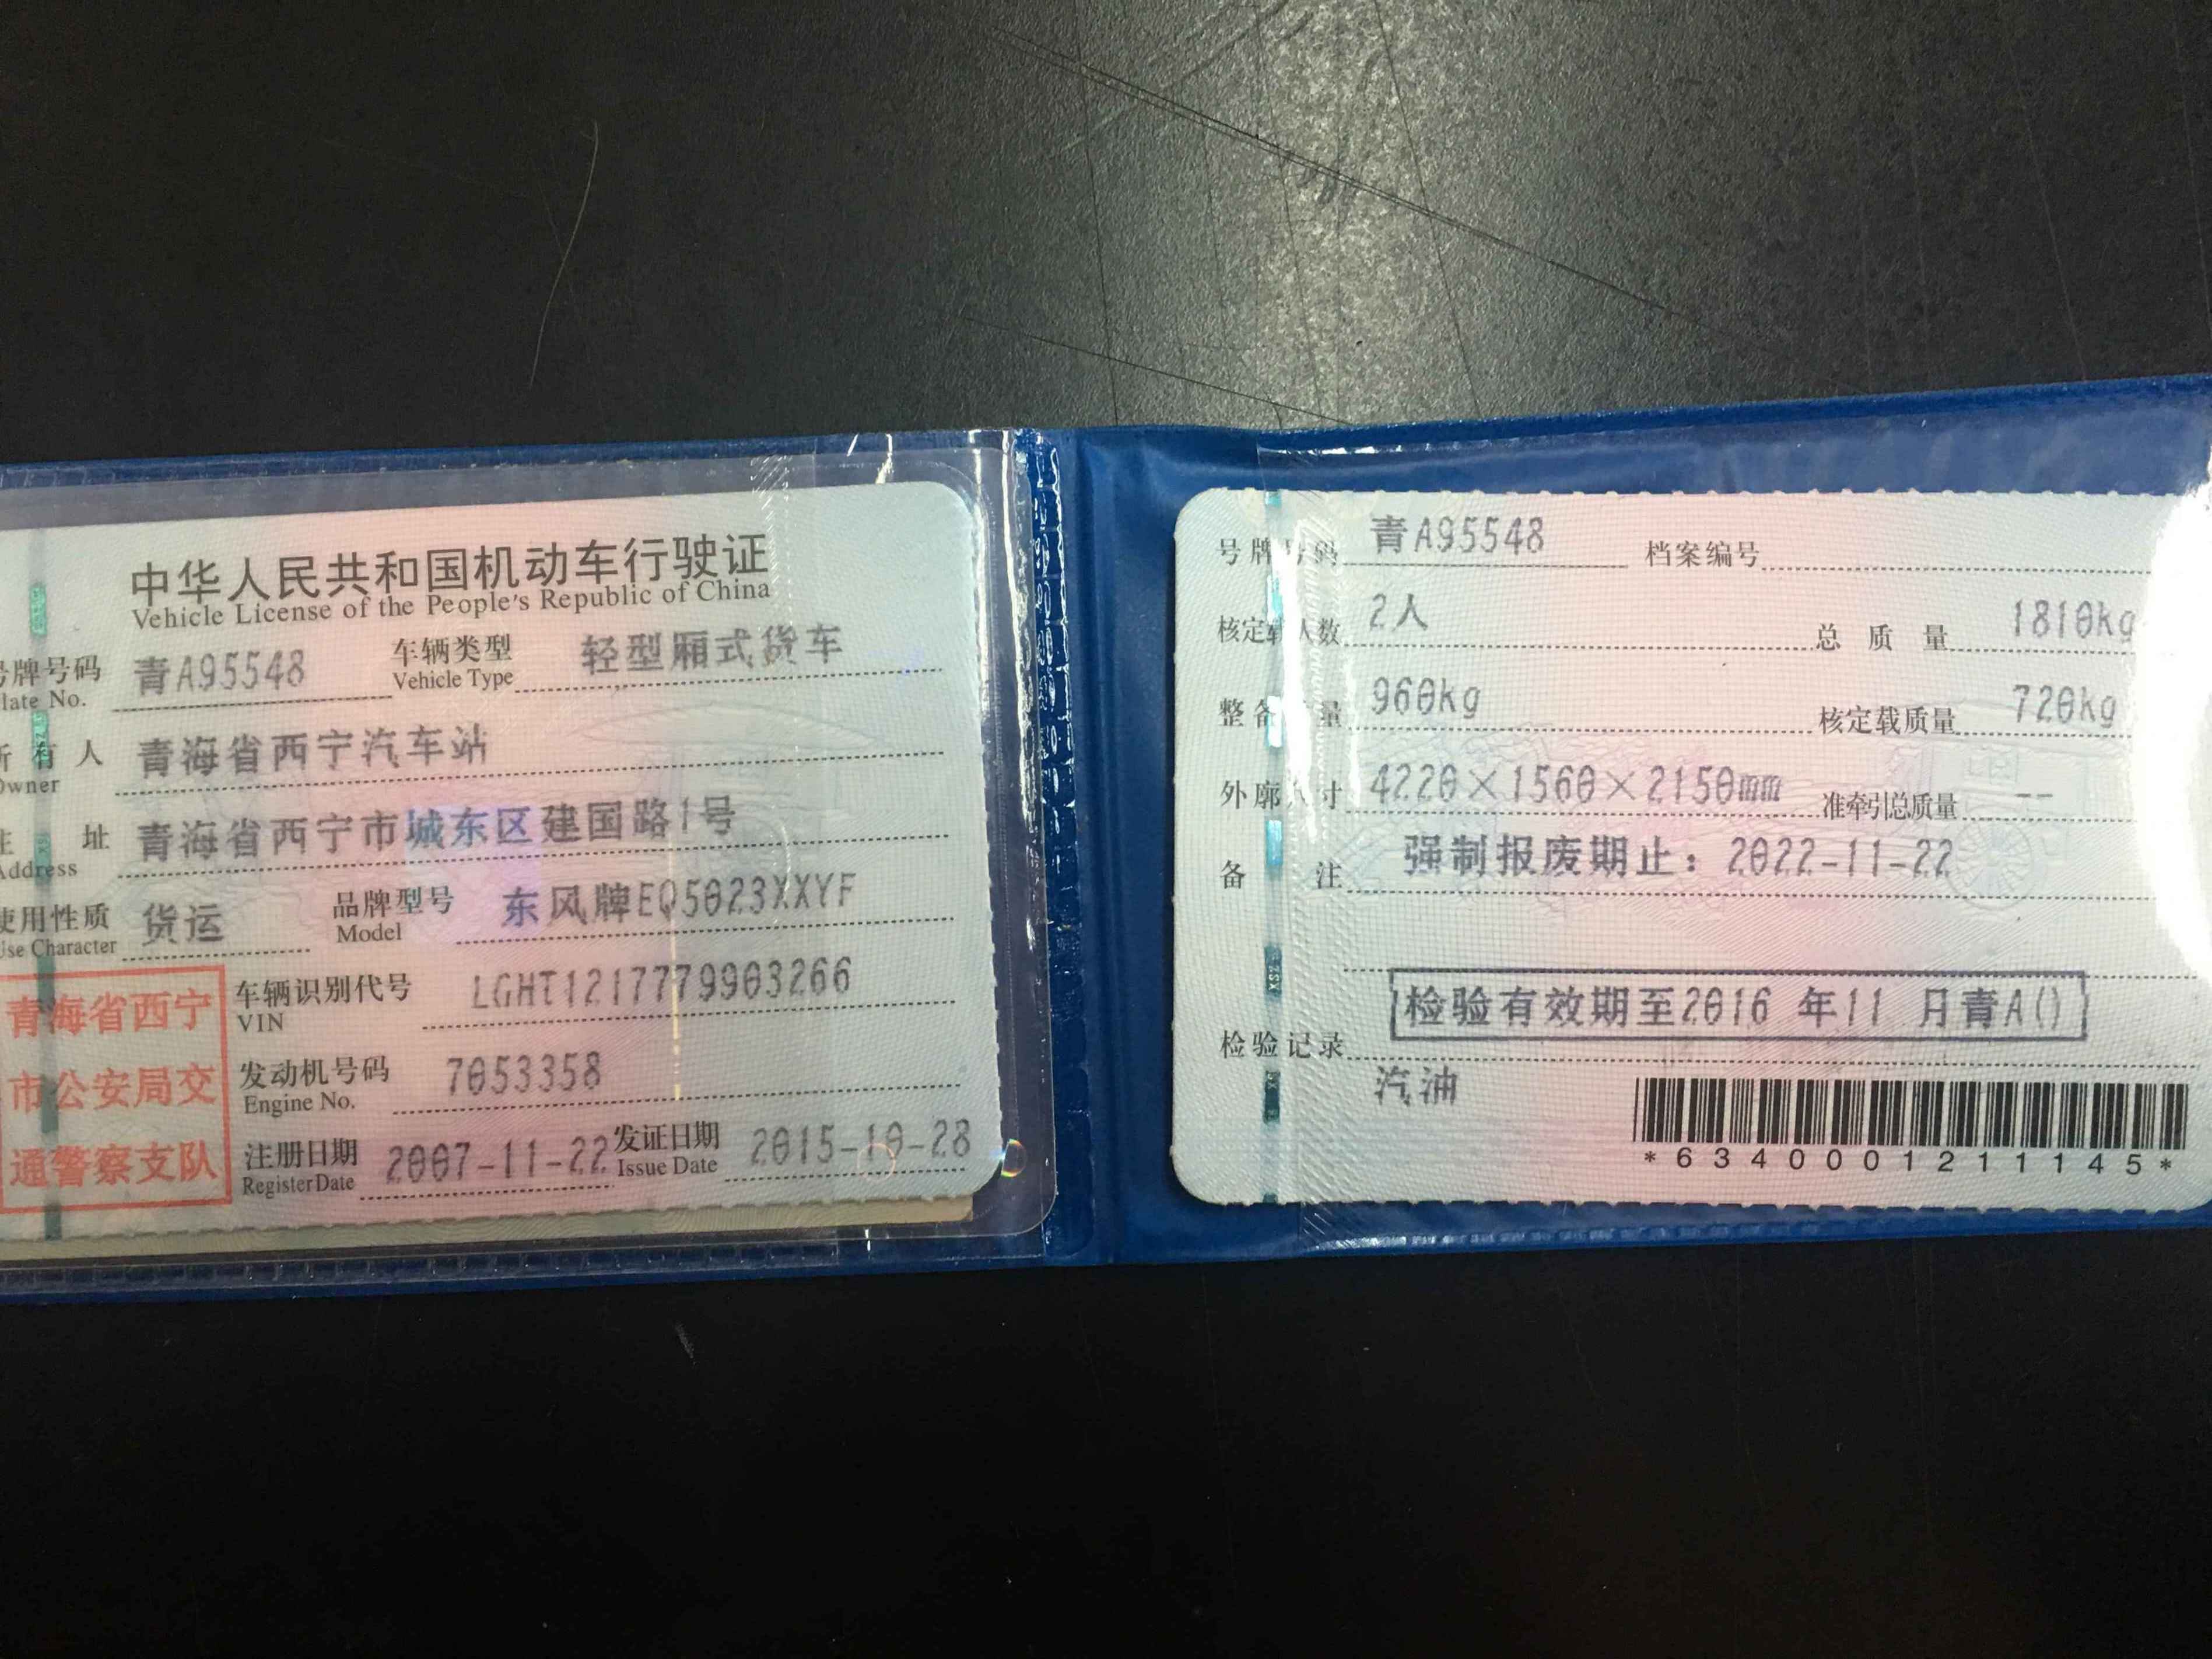 中华人民共和国机动车行驶证
Vehicle License of the People's Republic of China
号牌号码 青A95548 车辆类型 轻型厢式货车
Plate No. Vehicle Type
所有人 青海省西宁汽车站
Owner
住址 青海省西宁市城东区建国路1号
Address
使用性质 货运 品牌型号 东风牌EQ5023XXYF
Use Character Model
青海省西宁
市公安局交
通警察支队
车辆识别代号 LGHT1217779903266
VIN
发动机号码 7053358
Engine No.
注册日期 2007-11-22 发证日期 2015-10-28
Register Date Issue Date
号牌号码 青A95548 档案编号
核定载人数 2人 总质量 1810kg
整备质量 960kg 核定载质量 720kg
外廓尺寸 4220×1560×2150mm 准牵引总质量 --
备注 强制报废期止：2022-11-22
检验记录 检验有效期至2016 年11 月青A()
汽油
*6340001211145*